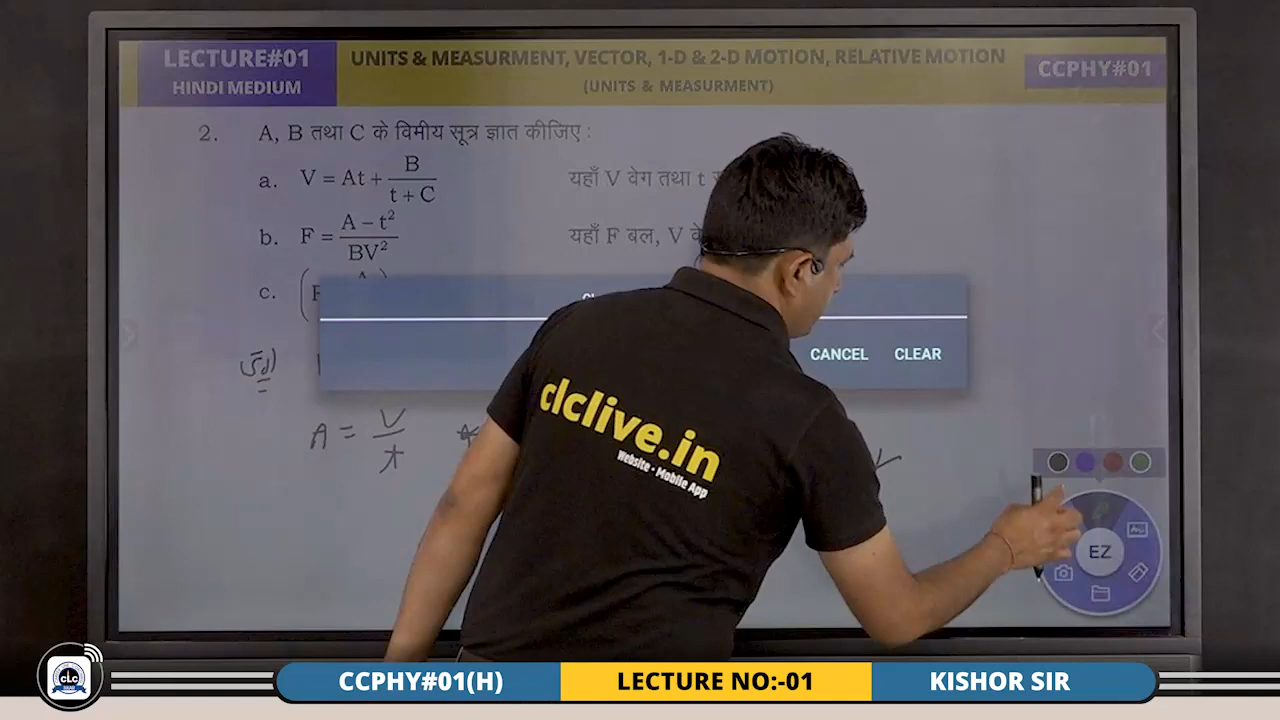 LECTURE#01
HINDI MEDIUM
UNITS & MEASURMENT, VECTOR, 1-D & 2-D MOTION, RELATIVE MOTION
(UNITS & MEASURMENT)
CCPHY#01
2. A, B तथा C के विमीय सूत्र ज्ञात कीजिए :
a. V = At + B/(t + C) यहाँ V वेग तथा t
b. F = (A – t²)/(BV²) यहाँ F बल, V
c.
A = V/t
CANCEL CLEAR
clclive.in
Website - Mobile App
EZ
CLC
SIKAR
CCPHY#01(H)
LECTURE NO:-01
KISHOR SIR